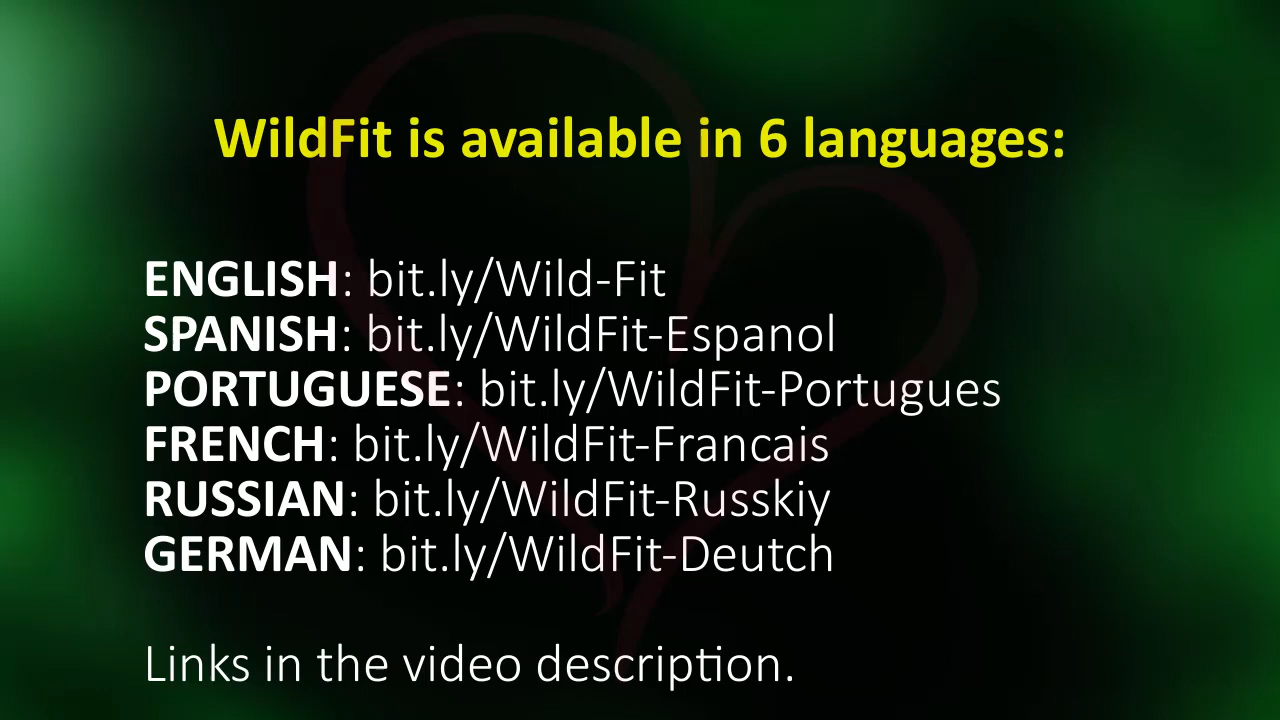 WildFit is available in 6 languages:
ENGLISH: bit.ly/Wild-Fit
SPANISH: bit.ly/WildFit-Espanol
PORTUGUESE: bit.ly/WildFit-Portugues
FRENCH: bit.ly/WildFit-Francais
RUSSIAN: bit.ly/WildFit-Russkiy
GERMAN: bit.ly/WildFit-Deutch
Links in the video description.